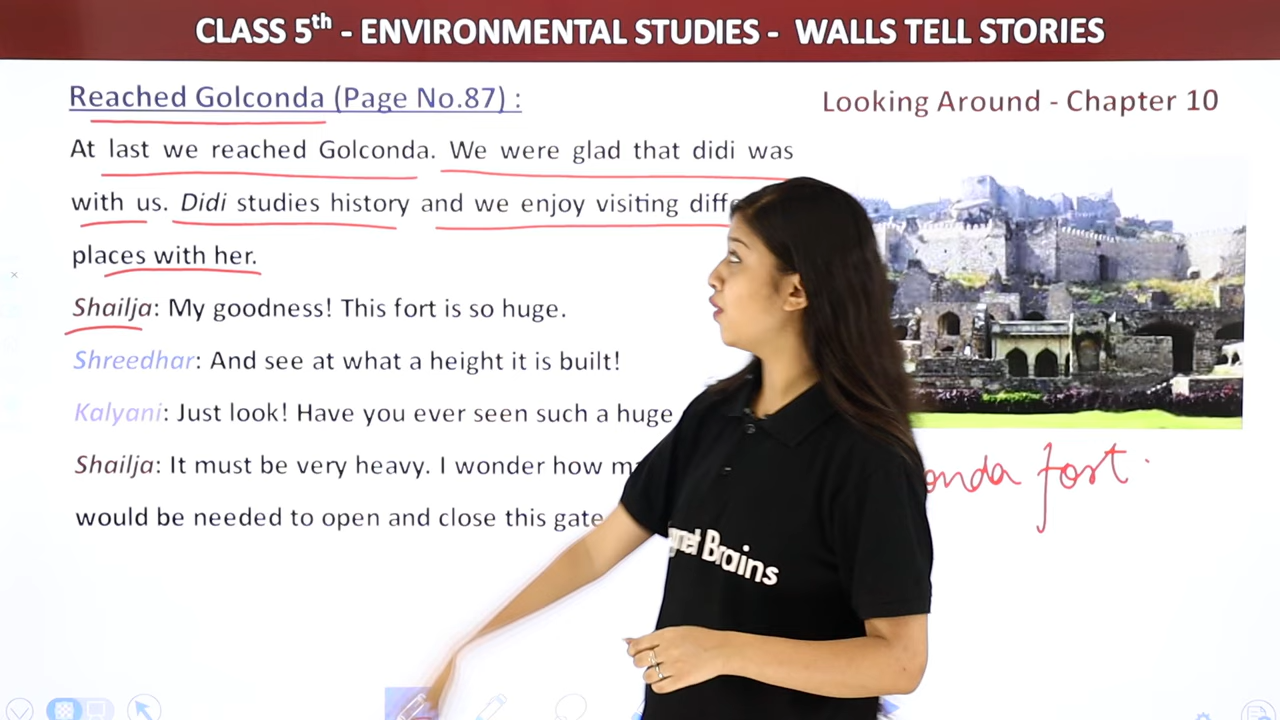 CLASS 5th - ENVIRONMENTAL STUDIES - WALLS TELL STORIES
Reached Golconda (Page No.87) :
Looking Around - Chapter 10
At last we reached Golconda. We were glad that didi was
with us. Didi studies history and we enjoy visiting
places with her.
Shailja: My goodness! This fort is so huge.
Shreedhar: And see at what a height it is built!
Kalyani: Just look! Have you ever seen such a huge
Shailja: It must be very heavy. I wonder how
would be needed to open and close this gate
fort.
Brains